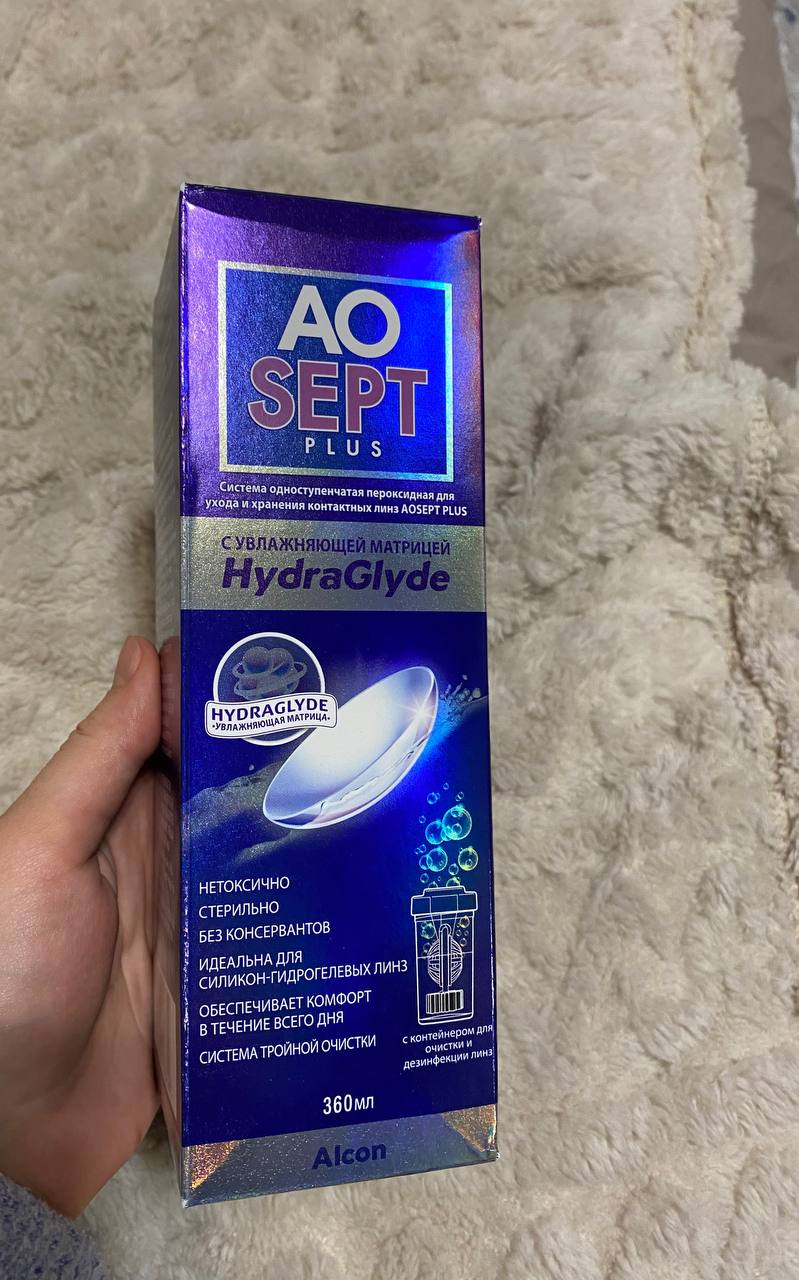 AO
SEPT
PLUS
Система одноступенчатая пероксидная для
ухода и хранения контактных линз AOSEPT PLUS
С УВЛАЖНЯЮЩЕЙ МАТРИЦЕЙ
HydraGlyde
HYDRAGLYDE
•УВЛАЖНЯЮЩАЯ МАТРИЦА•
НЕТОКСИЧНО
СТЕРИЛЬНО
БЕЗ КОНСЕРВАНТОВ
ИДЕАЛЬНА ДЛЯ
СИЛИКОН-ГИДРОГЕЛЕВЫХ ЛИНЗ
ОБЕСПЕЧИВАЕТ КОМФОРТ
В ТЕЧЕНИЕ ВСЕГО ДНЯ
СИСТЕМА ТРОЙНОЙ ОЧИСТКИ
с контейнером для
очистки и
дезинфекции линз
360мл
Alcon